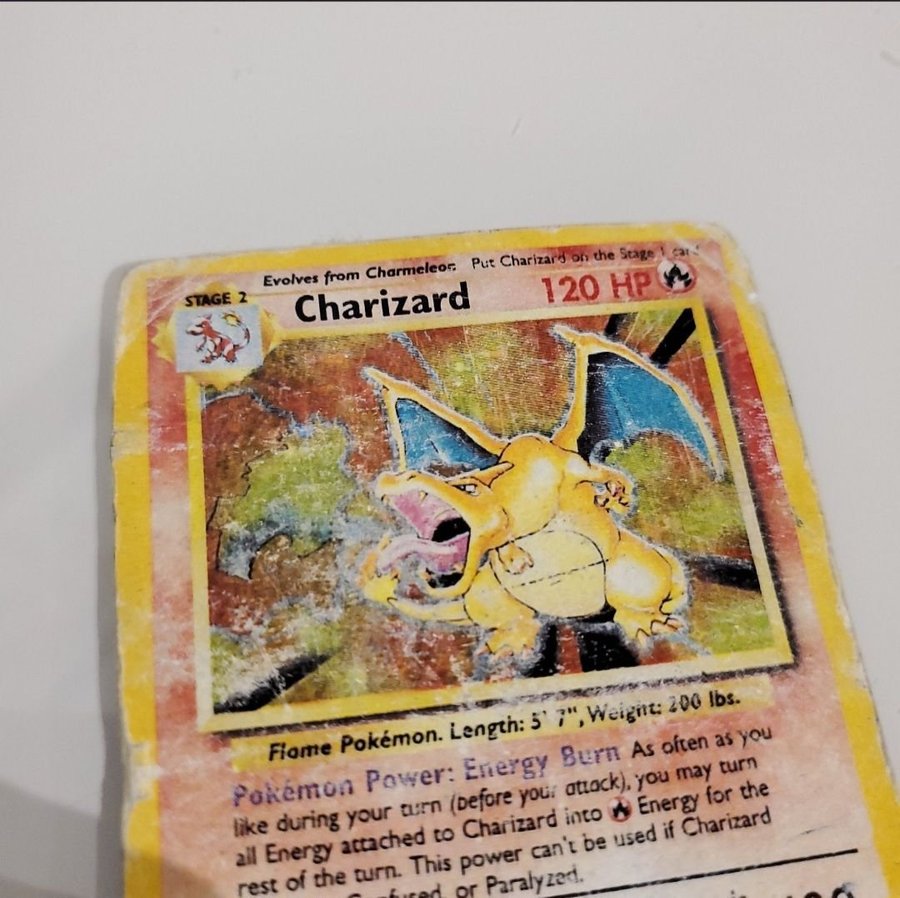 Evolves from Charmeleon Put Charizard on the Stage 1 card
STAGE 2
Charizard 120 HP
Flame Pokémon. Length: 5' 7", Weight: 200 lbs.
Pokémon Power: Energy Burn As often as you
like during your turn (before your attack), you may turn
all Energy attached to Charizard into Energy for the
rest of the turn. This power can't be used if Charizard
Confused, or Paralyzed.